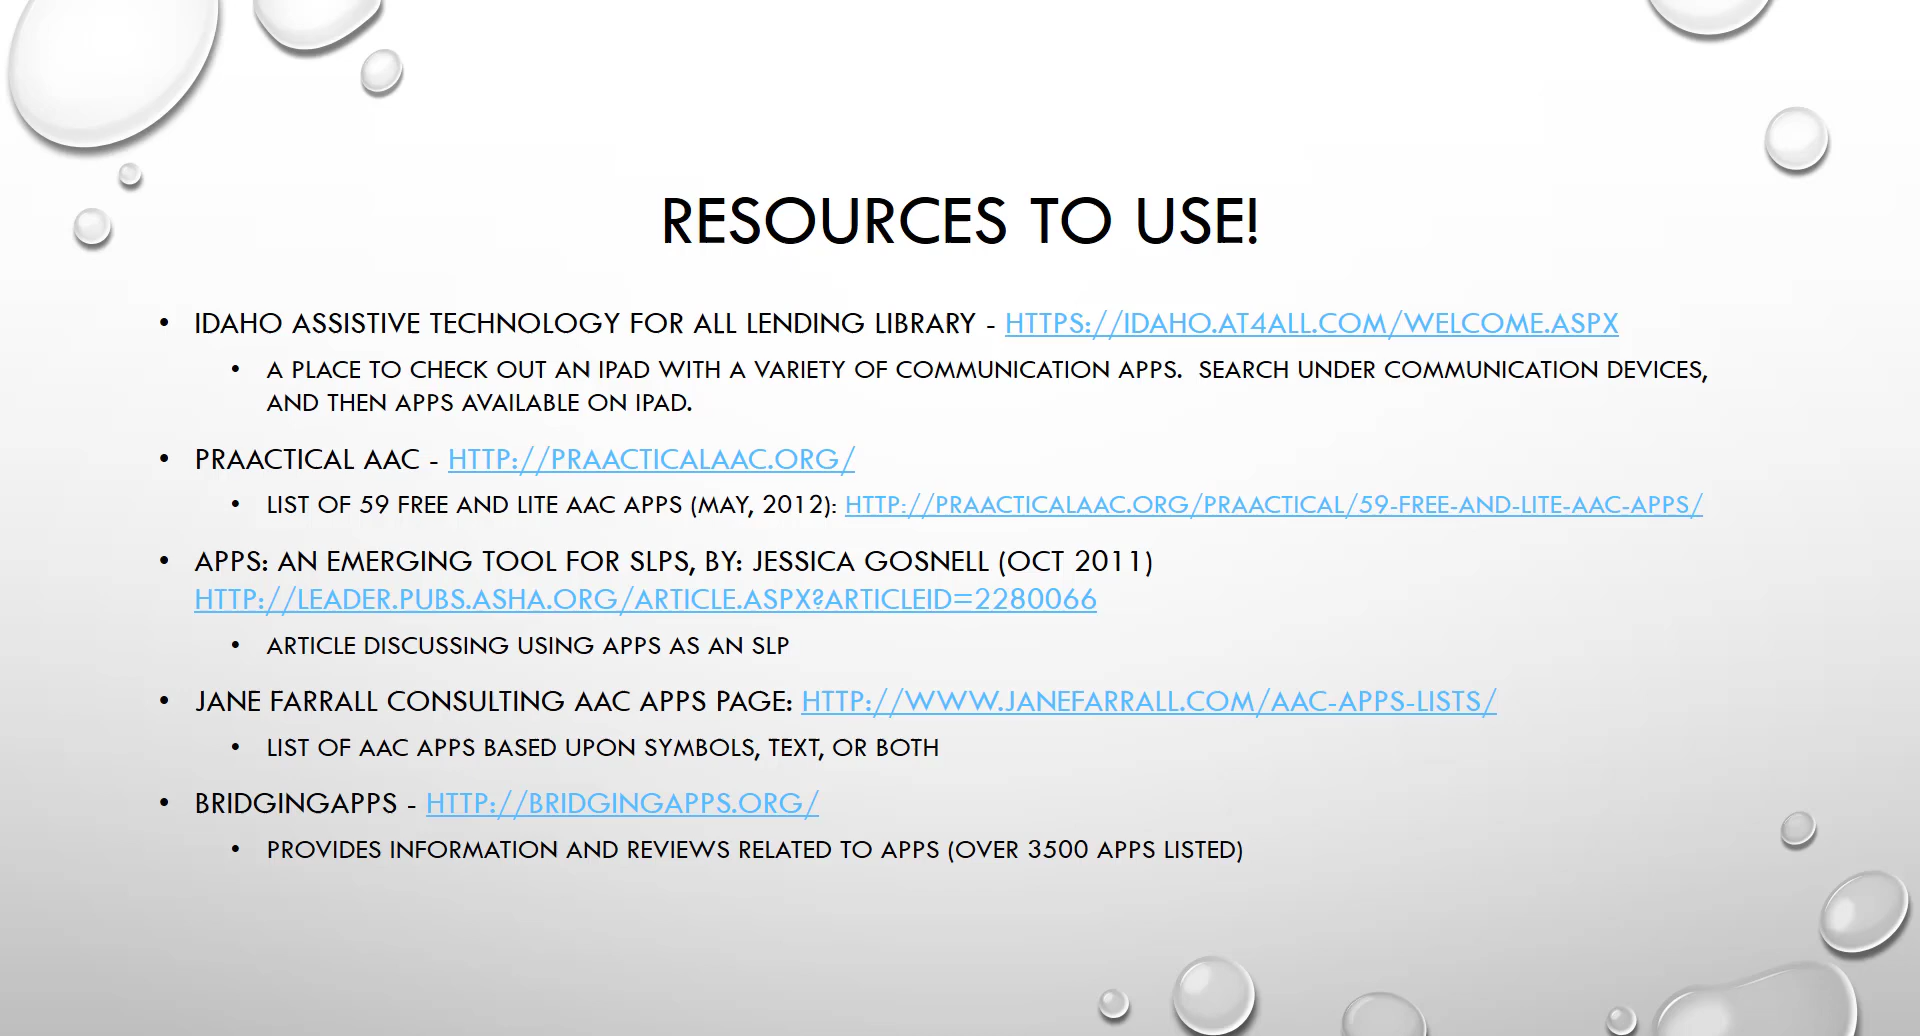 RESOURCES TO USE!
• IDAHO ASSISTIVE TECHNOLOGY FOR ALL LENDING LIBRARY - HTTPS://IDAHO.AT4ALL.COM/WELCOME.ASPX
• A PLACE TO CHECK OUT AN IPAD WITH A VARIETY OF COMMUNICATION APPS.  SEARCH UNDER COMMUNICATION DEVICES,
AND THEN APPS AVAILABLE ON IPAD.
• PRAACTICAL AAC - HTTP://PRAACTICALAAC.ORG/
• LIST OF 59 FREE AND LITE AAC APPS (MAY, 2012): HTTP://PRAACTICALAAC.ORG/PRAACTICAL/59-FREE-AND-LITE-AAC-APPS/
• APPS: AN EMERGING TOOL FOR SLPS, BY: JESSICA GOSNELL (OCT 2011)
HTTP://LEADER.PUBS.ASHA.ORG/ARTICLE.ASPX?ARTICLEID=2280066
• ARTICLE DISCUSSING USING APPS AS AN SLP
• JANE FARRALL CONSULTING AAC APPS PAGE: HTTP://WWW.JANEFARRALL.COM/AAC-APPS-LISTS/
• LIST OF AAC APPS BASED UPON SYMBOLS, TEXT, OR BOTH
• BRIDGINGAPPS - HTTP://BRIDGINGAPPS.ORG/
• PROVIDES INFORMATION AND REVIEWS RELATED TO APPS (OVER 3500 APPS LISTED)